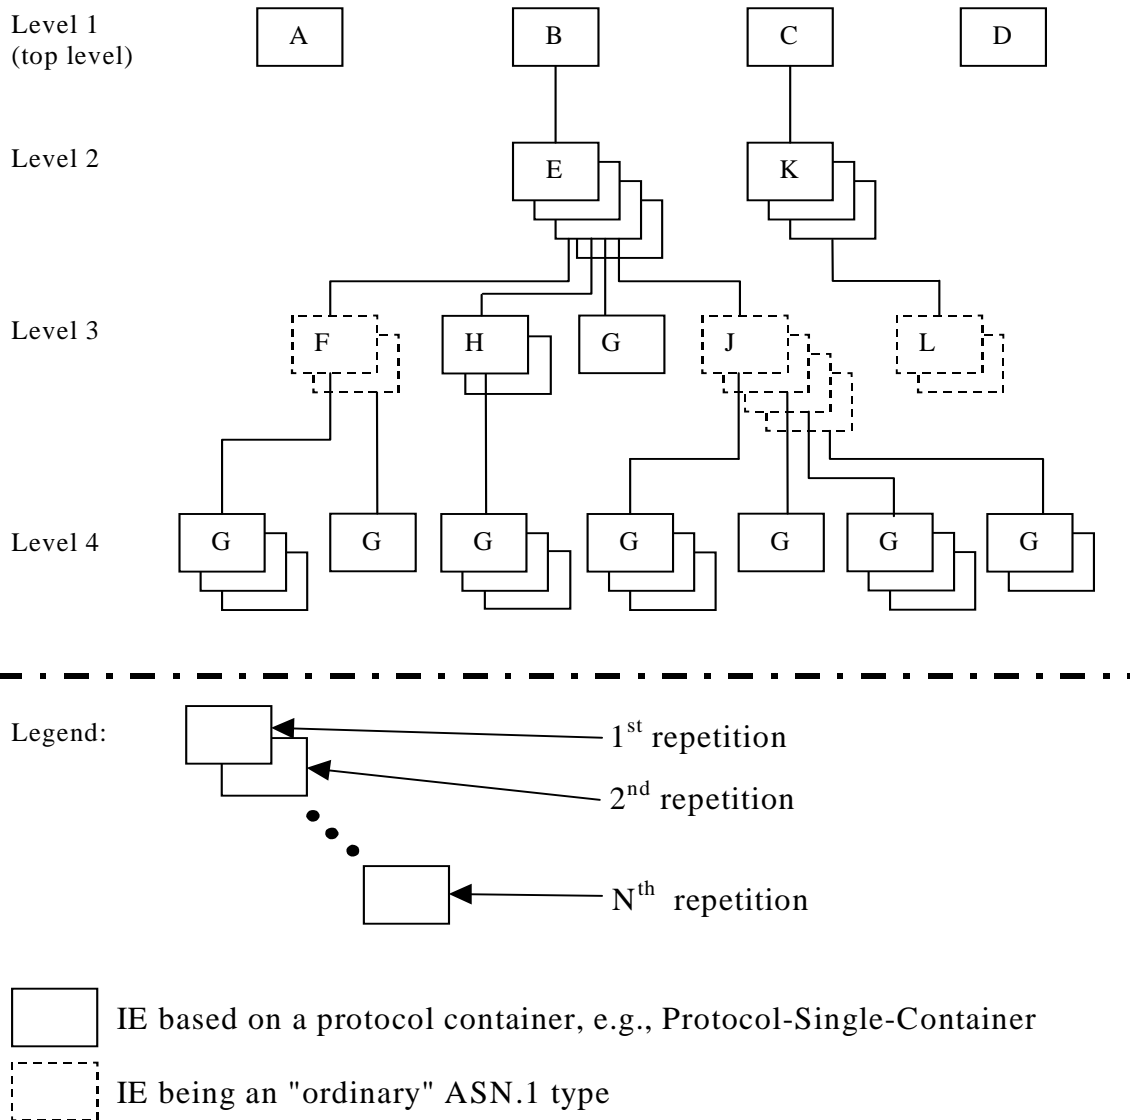 Level 1
(top level)
A
B
C
D
Level 2
E
K
Level 3
F
H
G
J
L
Level 4
G
G
G
G
G
G
G
Legend:
1st repetition
2nd repetition
Nth repetition
IE based on a protocol container, e.g., Protocol-Single-Container
IE being an "ordinary" ASN.1 type